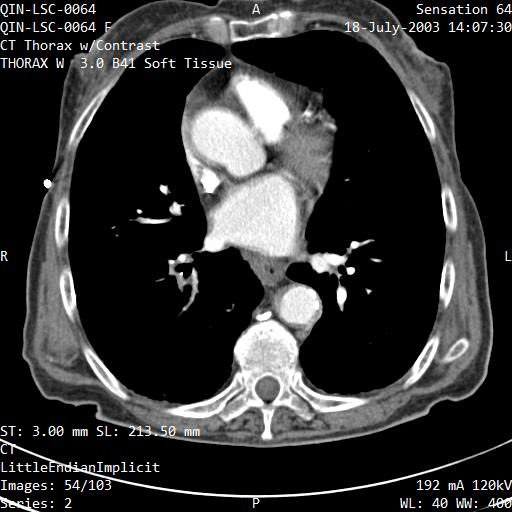 QIN-LSC-0064
A
Sensation 64
QIN-LSC-0064 F
18-July-2003 14:07:30
CT Thorax w/Contrast
THORAX W 3.0 B41 Soft Tissue
R
L
ST: 3.00 mm SL: 213.50 mm
CT
LittleEndianImplicit
Images: 54/103
192 mA 120kV
Series: 2
P
WL: 40 WW: 400